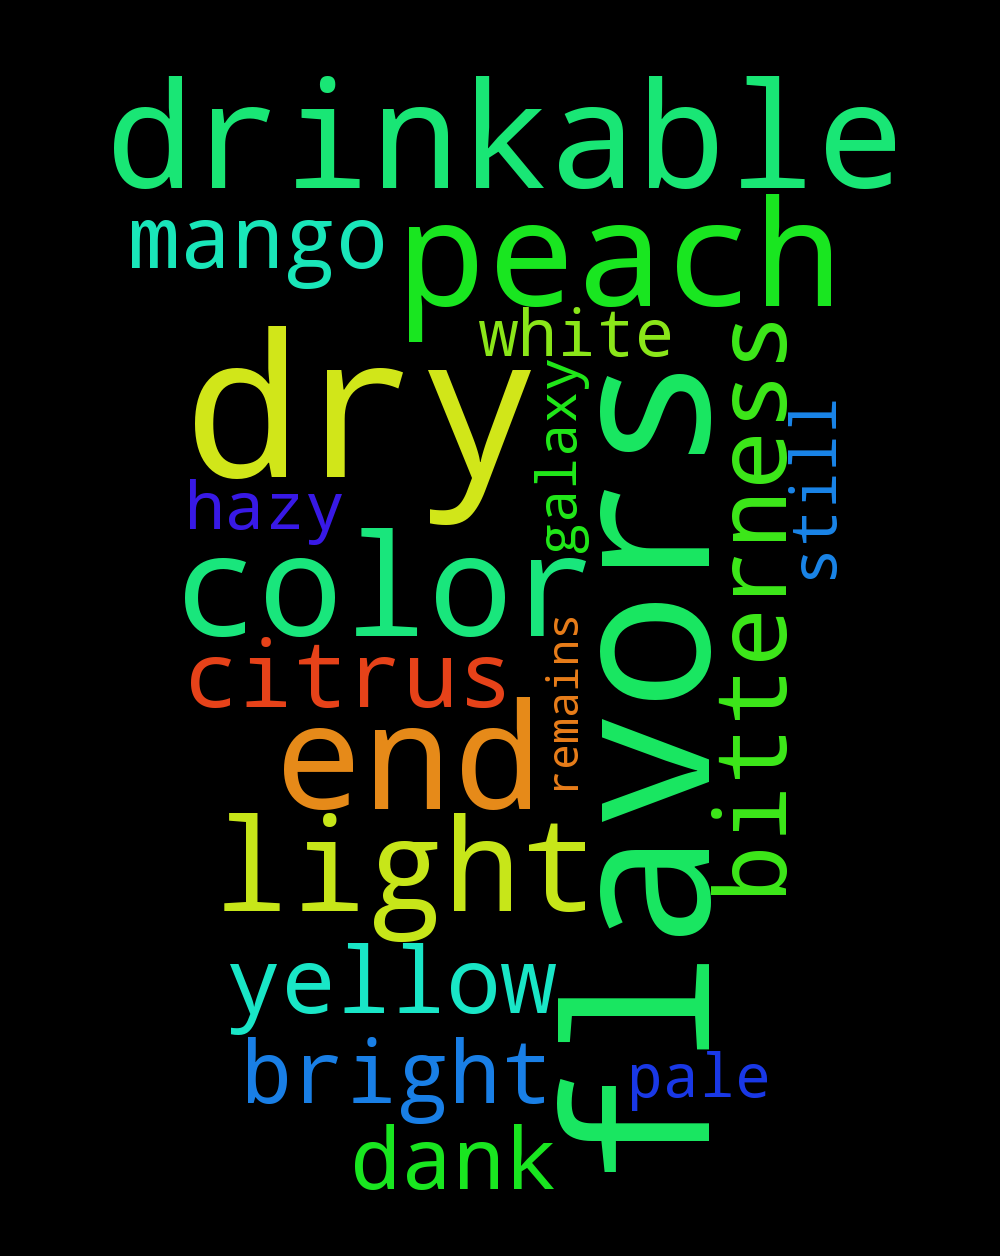 drinkable
mango
peach
white
dry
galaxy
flavors
bitterness
still
hazy
color
citrus
remains
end
light
yellow
bright
pale
dank